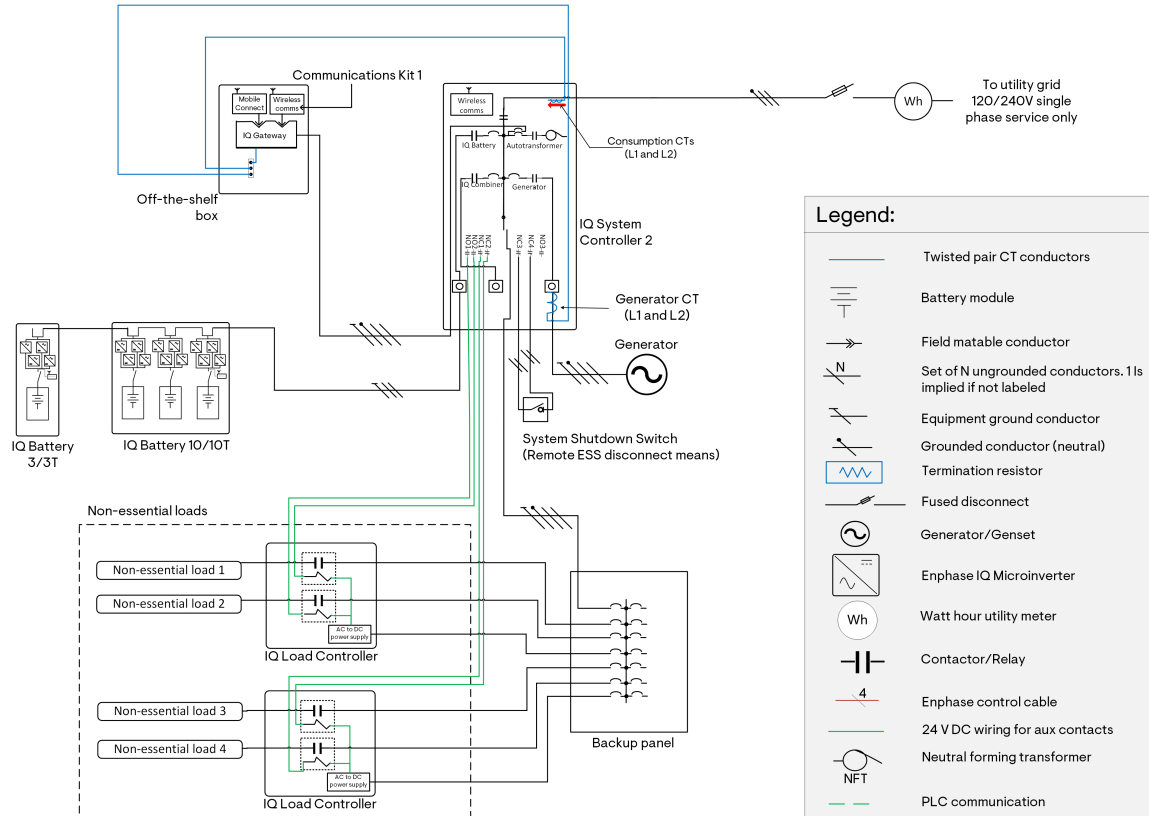 Communications Kit 1
Mobile
Connect
Wireless
comms
IQ Gateway
Off-the-shelf
box
Wireless
comms
IQ Battery
Autotransformer
IQ Combiner
Generator
NO1
NO2
NC1
NC2
NC3
NC4
NO3
Consumption CTs
(L1 and L2)
IQ System
Controller 2
Generator CT
(L1 and L2)
Generator
Wh
To utility grid
120/240V single
phase service only
System Shutdown Switch
(Remote ESS disconnect means)
IQ Battery
3/3T
IQ Battery 10/10T
Non-essential loads
Non-essential load 1
Non-essential load 2
AC to DC
power supply
IQ Load Controller
Non-essential load 3
Non-essential load 4
AC to DC
power supply
IQ Load Controller
Backup panel
Legend:
Twisted pair CT conductors
Battery module
Field matable conductor
N
Set of N ungrounded conductors. 1 Is
implied if not labeled
Equipment ground conductor
Grounded conductor (neutral)
Termination resistor
Fused disconnect
Generator/Genset
Enphase IQ Microinverter
Wh
Watt hour utility meter
Contactor/Relay
4
Enphase control cable
24 V DC wiring for aux contacts
Neutral forming transformer
NFT
PLC communication